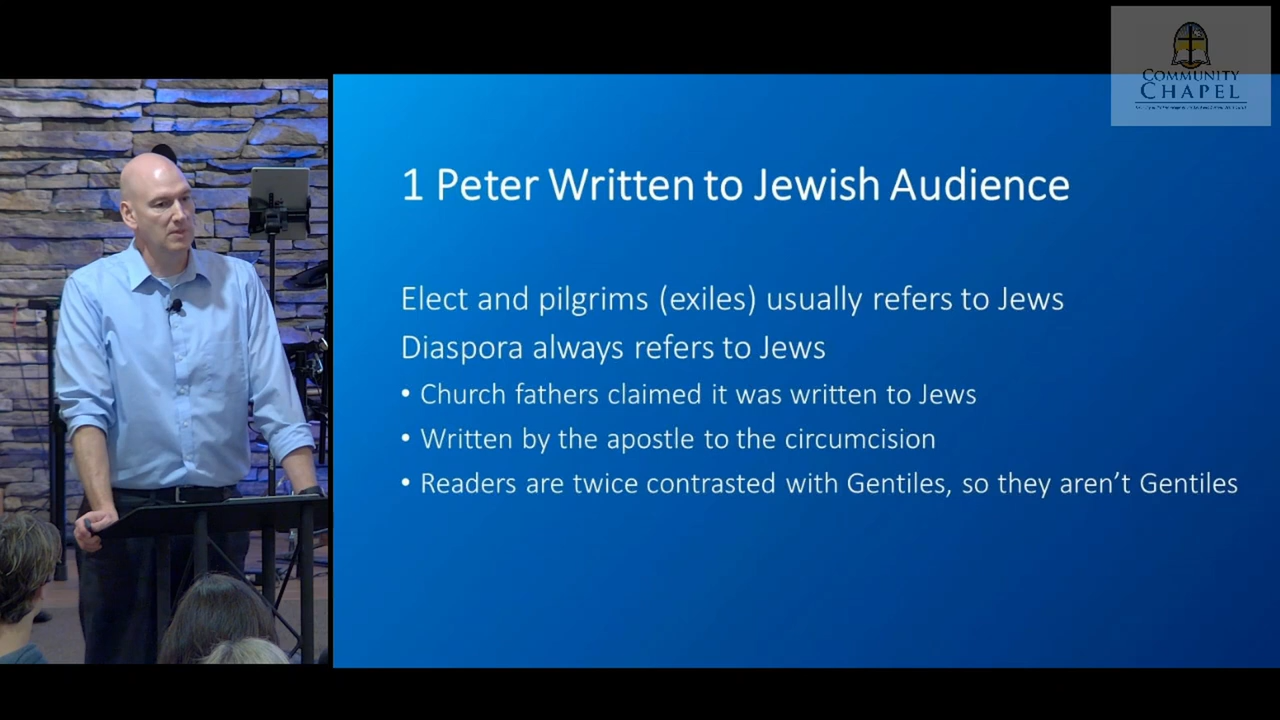 COMMUNITY
CHAPEL
1 Peter Written to Jewish Audience
Elect and pilgrims (exiles) usually refers to Jews
Diaspora always refers to Jews
• Church fathers claimed it was written to Jews
• Written by the apostle to the circumcision
• Readers are twice contrasted with Gentiles, so they aren’t Gentiles